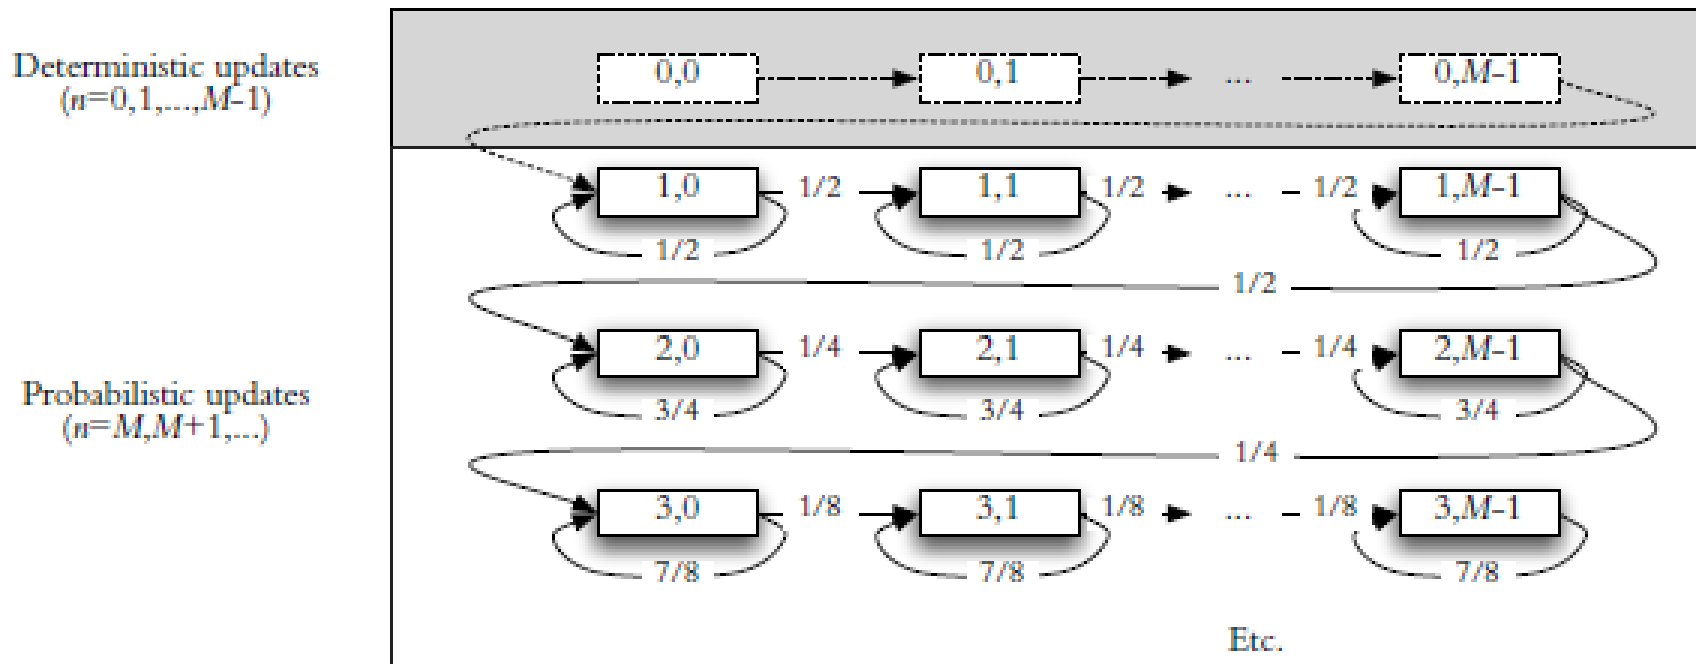 Deterministic updates
(n=0,1,...,M-1)
0,0 0,1 ... 0,M-1
1,0 1/2 1,1 1/2 ... 1/2 1,M-1
1/2 1/2 1/2
1/2
Probabilistic updates
(n=M,M+1,...)
2,0 1/4 2,1 1/4 ... 1/4 2,M-1
3/4 3/4 3/4
1/4
3,0 1/8 3,1 1/8 ... 1/8 3,M-1
7/8 7/8 7/8
Etc.